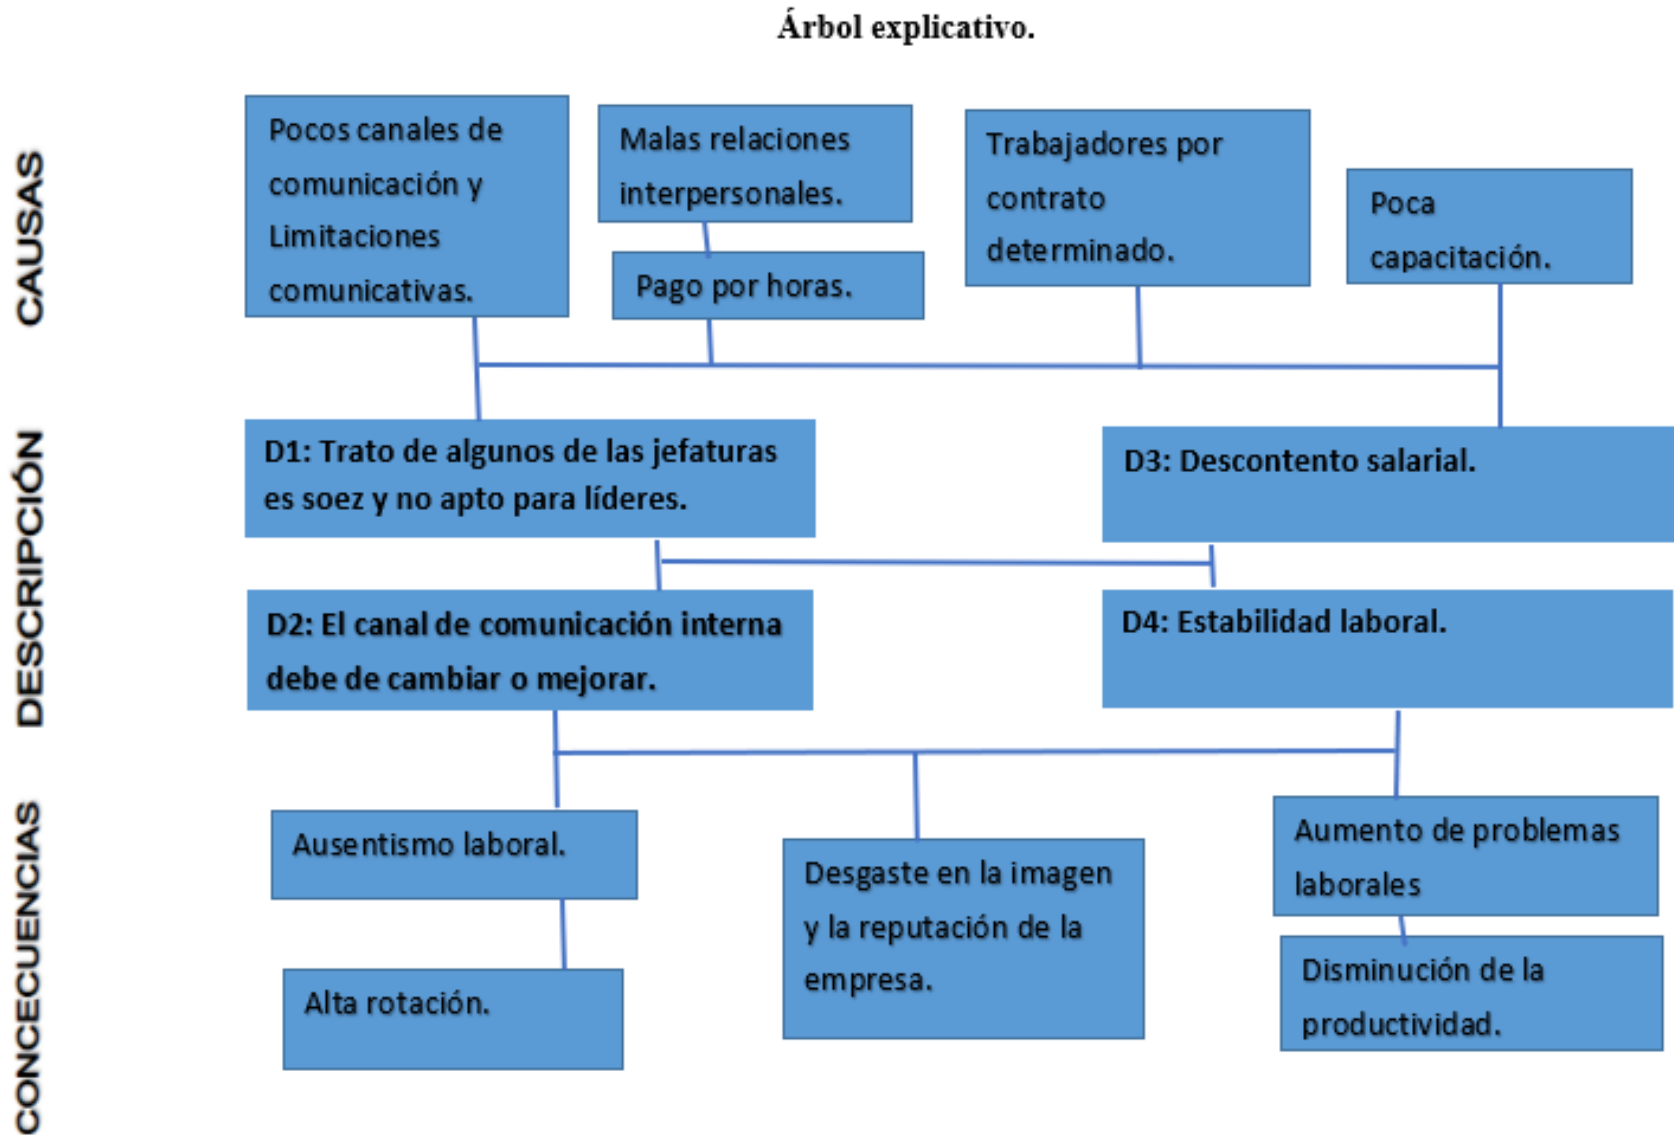 Árbol explicativo.
CAUSAS
Pocos canales de
comunicación y
Limitaciones
comunicativas.
Malas relaciones
interpersonales.
Pago por horas.
Trabajadores por
contrato
determinado.
Poca
capacitación.
DESCRIPCIÓN
D1: Trato de algunos de las jefaturas
es soez y no apto para líderes.
D3: Descontento salarial.
D2: El canal de comunicación interna
debe de cambiar o mejorar.
D4: Estabilidad laboral.
CONCECUENCIAS
Ausentismo laboral.
Alta rotación.
Desgaste en la imagen
y la reputación de la
empresa.
Aumento de problemas
laborales
Disminución de la
productividad.